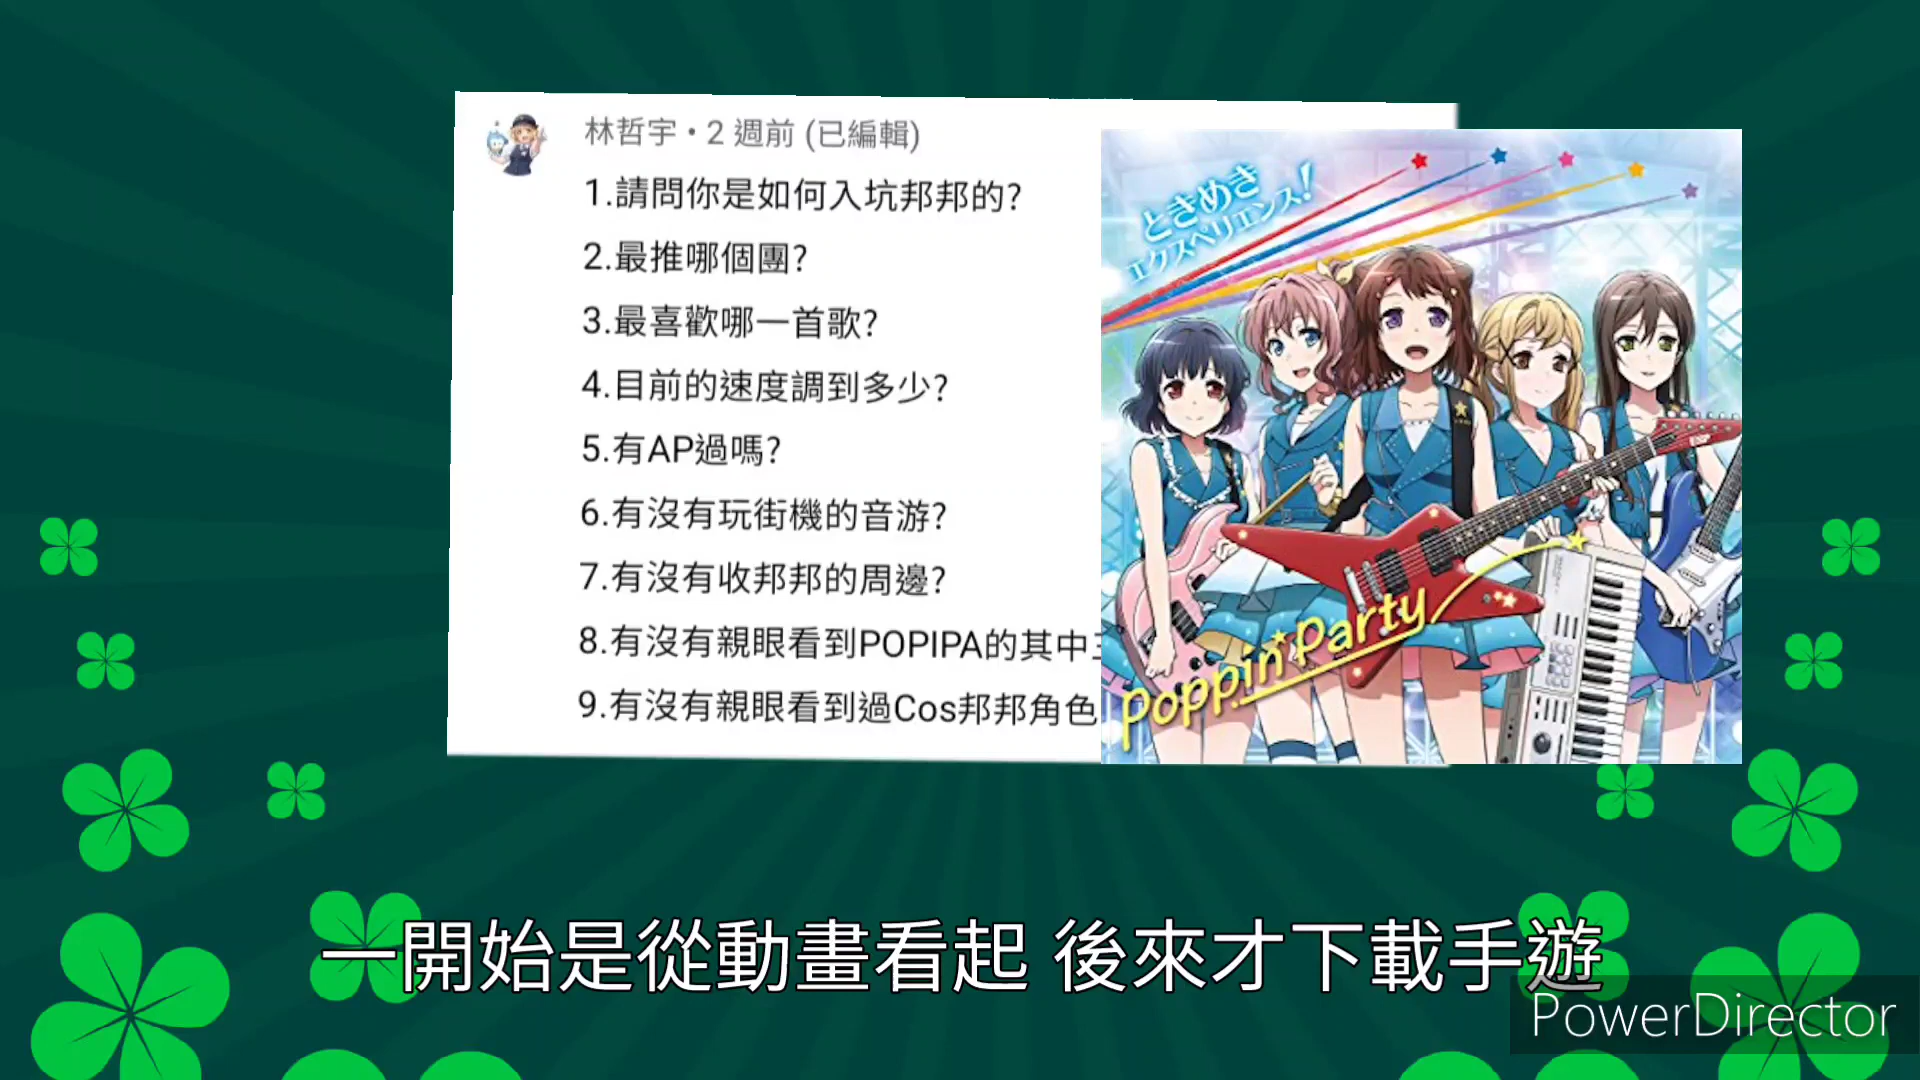 林哲宇・2 週前 (已編輯)
1.請問你是如何入坑邦邦的?
2.最推哪個團?
3.最喜歡哪一首歌?
4.目前的速度調到多少?
5.有AP過嗎?
6.有沒有玩街機的音游?
7.有沒有收邦邦的周邊?
8.有沒有親眼看到POPIPA的其中
9.有沒有親眼看到過Cos邦邦角色
ときめき
エクスペリエンス!
Poppin'Party
一開始是從動畫看起 後來才下載手遊
PowerDirector